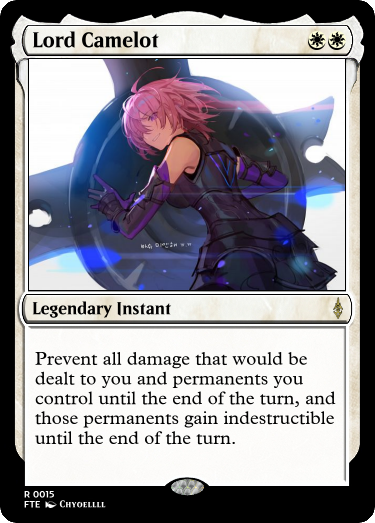 Lord Camelot
Legendary Instant
Prevent all damage that would be
dealt to you and permanents you
control until the end of the turn, and
those permanents gain indestructible
until the end of the turn.
R 0015
FTE Chyoellll